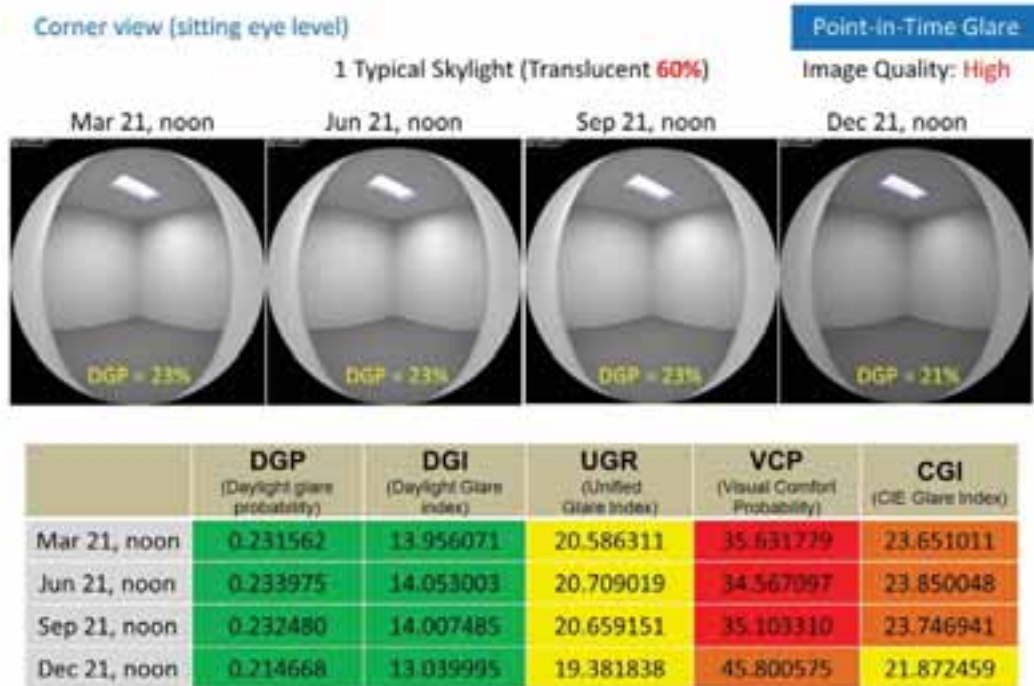 Corner view (sitting eye level)
Point-in-Time Glare
1 Typical Skylight (Translucent 60%)
Image Quality: High
Mar 21, noon
Jun 21, noon
Sep 21, noon
Dec 21, noon
DGP = 23%
DGP = 23%
DGP = 23%
DGP = 21%
DGP DGI UGR VCP CGI
(Daylight glare probability) (Daylight Glare index) (Unified Glare Index) (Visual Comfort Probability) (CIE Glare Index)
Mar 21, noon 0.231562 13.956071 20.586311 35.631779 23.651011
Jun 21, noon 0.233975 14.053003 20.709019 34.567097 23.850048
Sep 21, noon 0.232480 14.007485 20.659151 35.103310 23.746941
Dec 21, noon 0.214668 13.039995 19.381838 45.800575 21.872459